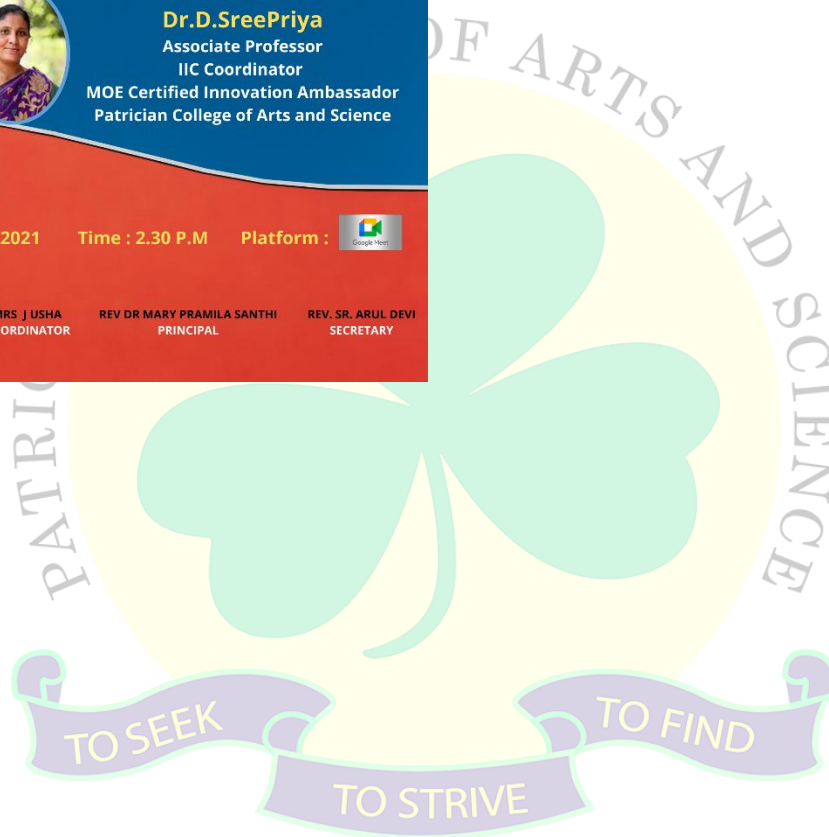 Dr.D.SreePriya
Associate Professor
IIC Coordinator
MOE Certified Innovation Ambassador
Patrician College of Arts and Science
2021 Time : 2.30 P.M Platform :
Google Meet
MRS J USHA REV DR MARY PRAMILA SANTHI REV. SR. ARUL DEVI
ORDINATOR PRINCIPAL SECRETARY
PATRIC
OF ARTS AND SCIENCE
TO SEEK
TO STRIVE
TO FIND